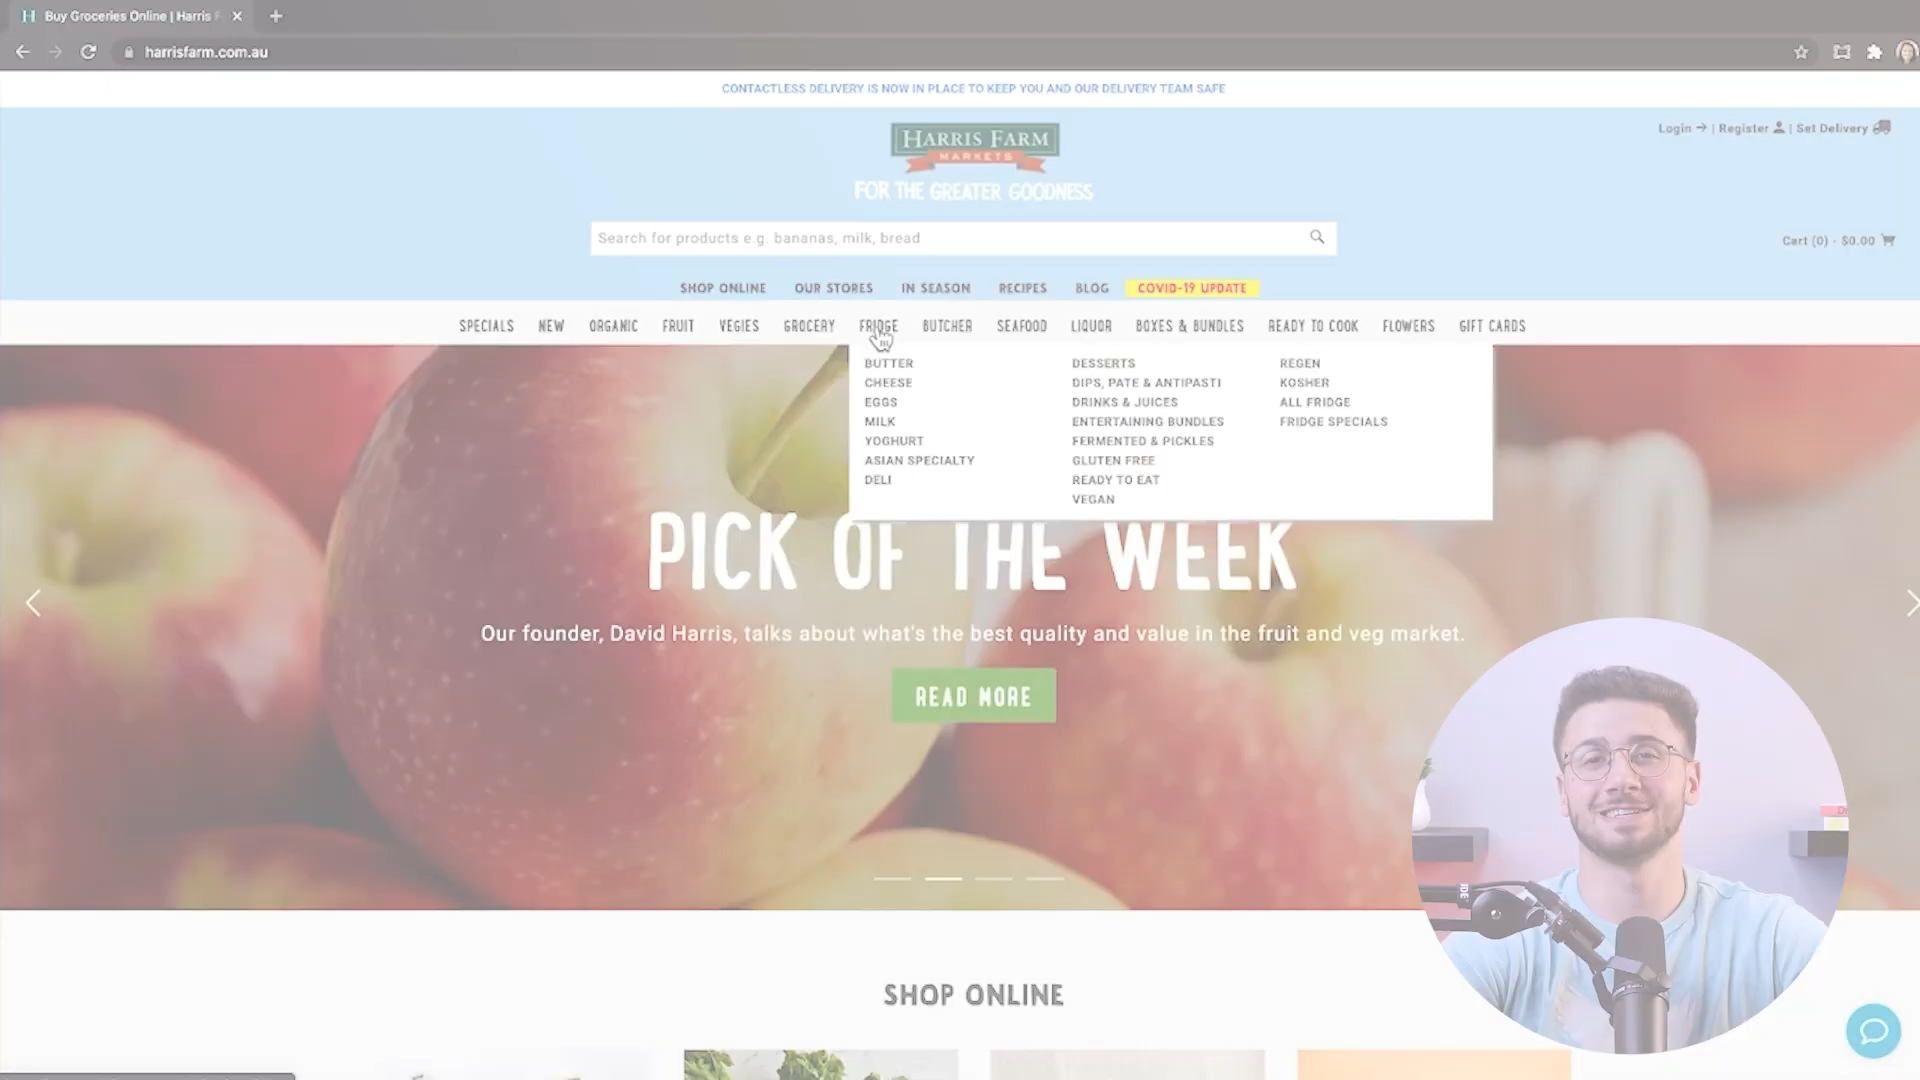 Buy Groceries Online | Harris F
harrisfarm.com.au
CONTACTLESS DELIVERY IS NOW IN PLACE TO KEEP YOU AND OUR DELIVERY TEAM SAFE
HARRIS FARM
MARKETS
FOR THE GREATER GOODNESS
Login | Register | Set Delivery
Search for products e.g. bananas, milk, bread
Cart (0) - $0.00
SHOP ONLINE OUR STORES IN SEASON RECIPES BLOG COVID-19 UPDATE
SPECIALS NEW ORGANIC FRUIT VEGIES GROCERY FRIDGE BUTCHER SEAFOOD LIQUOR BOXES & BUNDLES READY TO COOK FLOWERS GIFT CARDS
BUTTER DESSERTS REGEN
CHEESE DIPS, PATE & ANTIPASTI KOSHER
EGGS DRINKS & JUICES ALL FRIDGE
MILK ENTERTAINING BUNDLES FRIDGE SPECIALS
YOGHURT FERMENTED & PICKLES
ASIAN SPECIALTY GLUTEN FREE
DELI READY TO EAT
VEGAN
PICK OF THE WEEK
Our founder, David Harris, talks about what's the best quality and value in the fruit and veg market.
READ MORE
SHOP ONLINE